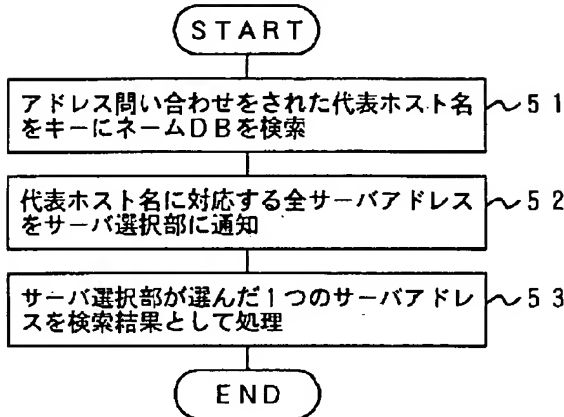 START
アドレス問い合わせをされた代表ホスト名 51
をキーにネームDBを検索
代表ホスト名に対応する全サーバアドレス 52
をサーバ選択部に通知
サーバ選択部が選んだ1つのサーバアドレ 53
スを検索結果として処理
END